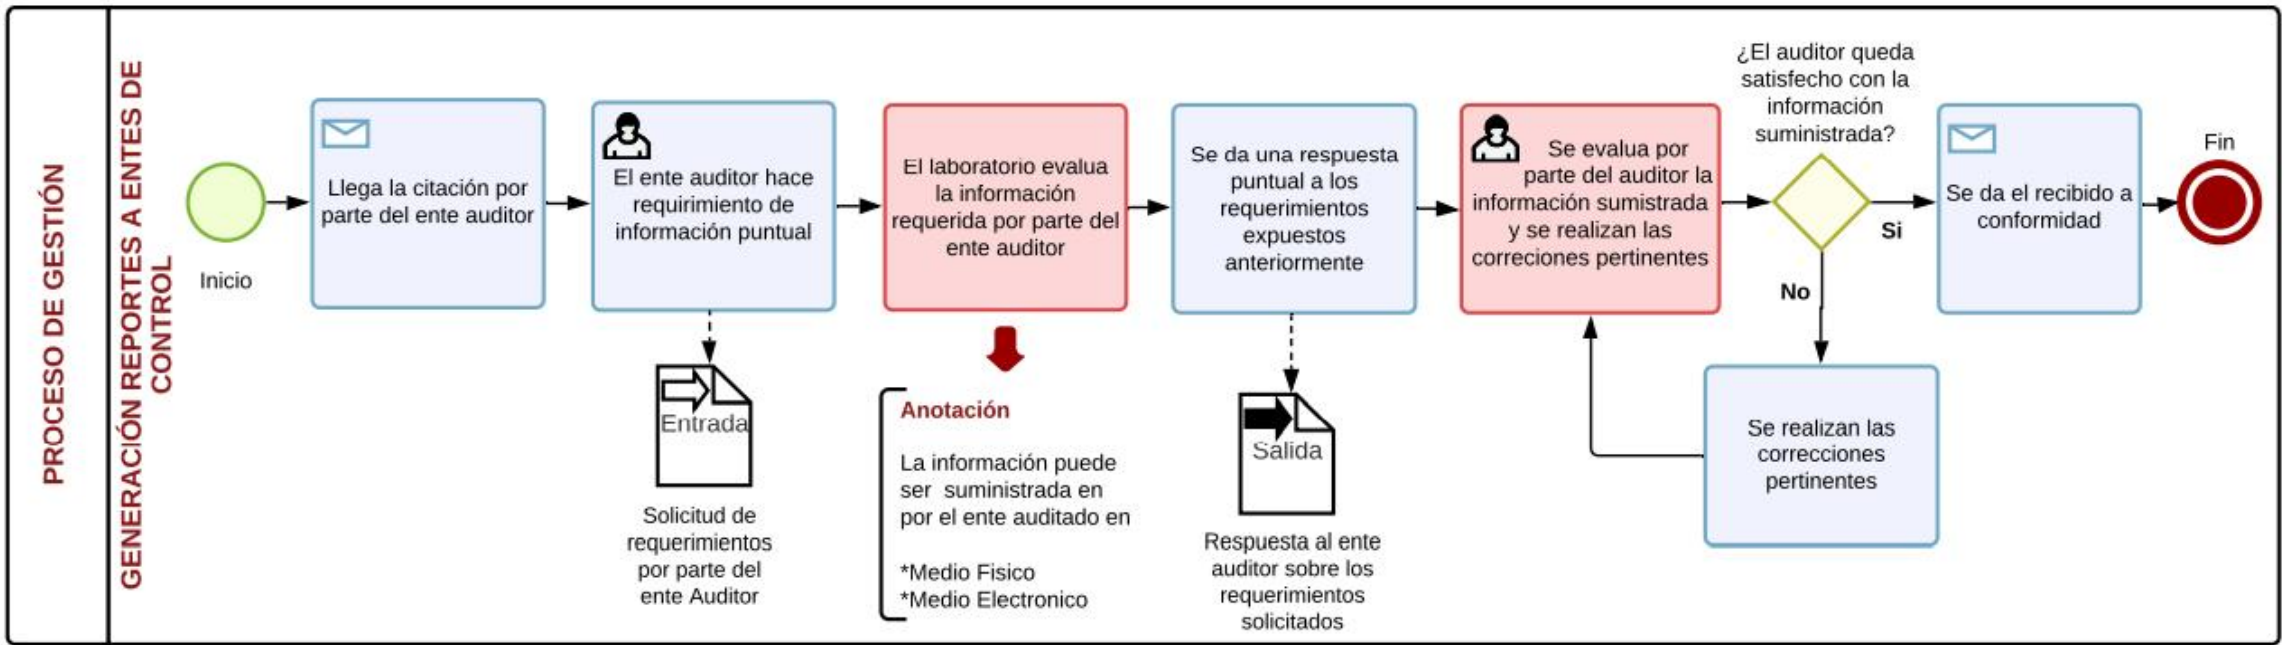 PROCESO DE GESTIÓN
GENERACIÓN REPORTES A ENTES DE
CONTROL
Inicio
Llega la citación por
parte del ente auditor
El ente auditor hace
requirimiento de
información puntual
Entrada
Solicitud de
requerimientos
por parte del
ente Auditor
El laboratorio evalua
la información
requerida por parte del
ente auditor
Anotación
La información puede
ser suministrada en
por el ente auditado en
*Medio Fisico
*Medio Electronico
Se da una respuesta
puntual a los
requerimientos
expuestos
anteriormente
Salida
Respuesta al ente
auditor sobre los
requerimientos
solicitados
Se evalua por
parte del auditor la
información sumistrada
y se realizan las
correciones pertinentes
¿El auditor queda
satisfecho con la
información
suministrada?
Si
No
Se realizan las
correcciones
pertinentes
Se da el recibido a
conformidad
Fin